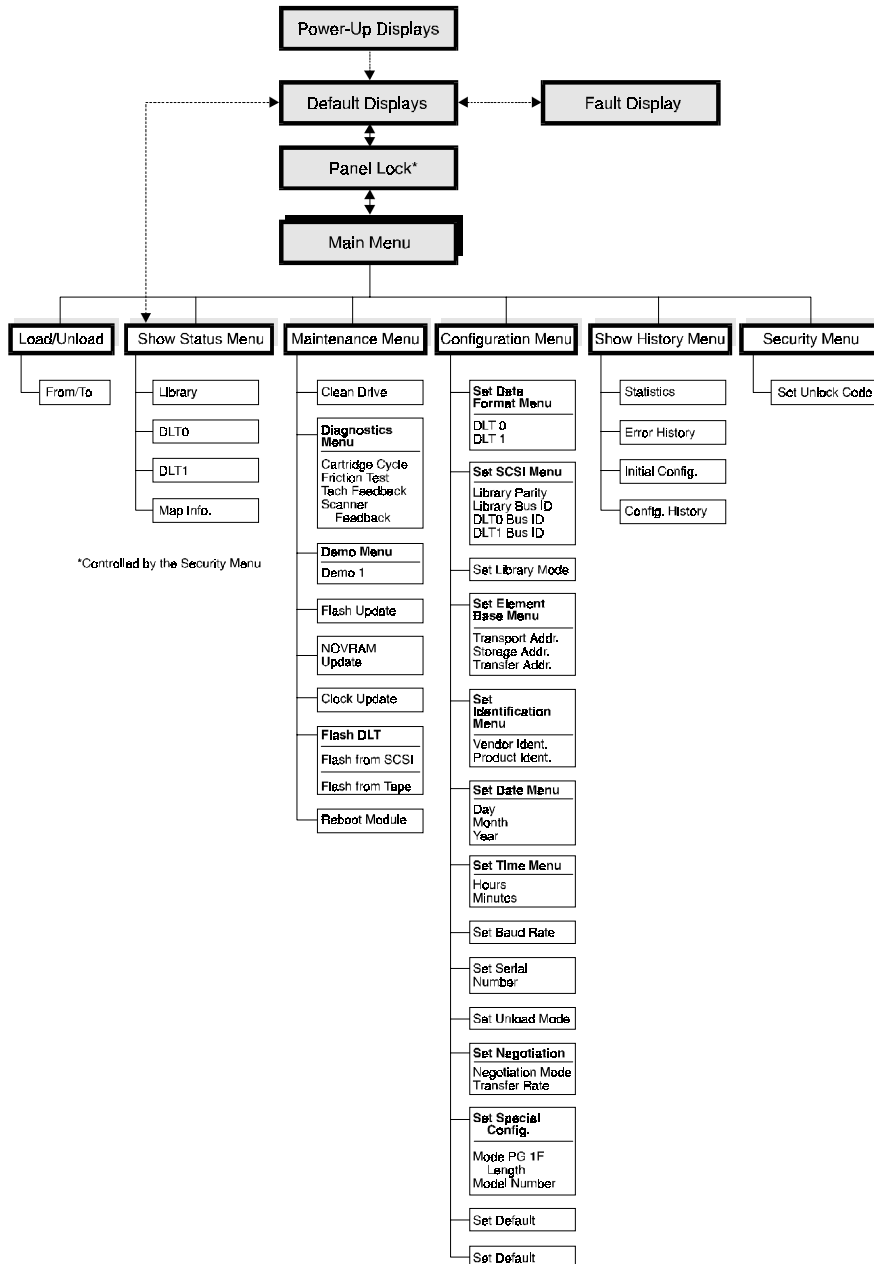 Power-Up Displays
Default Displays
Fault Display
Panel Lock*
Main Menu
Load/Unload
Show Status Menu
Maintenance Menu
Configuration Menu
Show History Menu
Security Menu
From/To
Library
DLT0
DLT1
Map Info.
*Controlled by the Security Menu
Clean Drive
Diagnostics
Menu
Cartridge Cycle
Friction Test
Tach Feedback
Scanner
Feedback
Demo Menu
Demo 1
Flash Update
NOVRAM
Update
Clock Update
Flash DLT
Flash from SCSI
Flash from Tape
Reboot Module
Set Data
Format Menu
DLT 0
DLT 1
Set SCSI Menu
Library Parity
Library Bus ID
DLT0 Bus ID
DLT1 Bus ID
Set Library Mode
Set Element
Base Menu
Transport Addr.
Storage Addr.
Transfer Addr.
Set
Identification
Menu
Vendor Ident.
Product Ident.
Set Date Menu
Day
Month
Year
Set Time Menu
Hours
Minutes
Set Baud Rate
Set Serial
Number
Set Unload Mode
Set Negotiation
Negotiation Mode
Transfer Rate
Set Special
Config.
Mode PG 1F
Length
Model Number
Set Default
Set Default
Statistics
Error History
Initial Config.
Config. History
Set Unlock Code